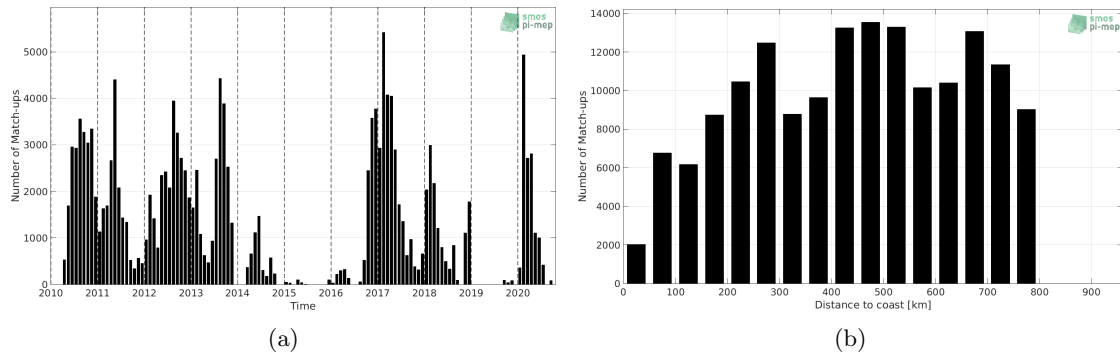 smos
pi-mep
Number of Match-ups
5000
4000
3000
2000
1000
0
2010 2011 2012 2013 2014 2015 2016 2017 2018 2019 2020
Time
(a)
smos
pi-mep
Number of Match-ups
14000
12000
10000
8000
6000
4000
2000
0
0 100 200 300 400 500 600 700 800 900
Distance to coast [km]
(b)